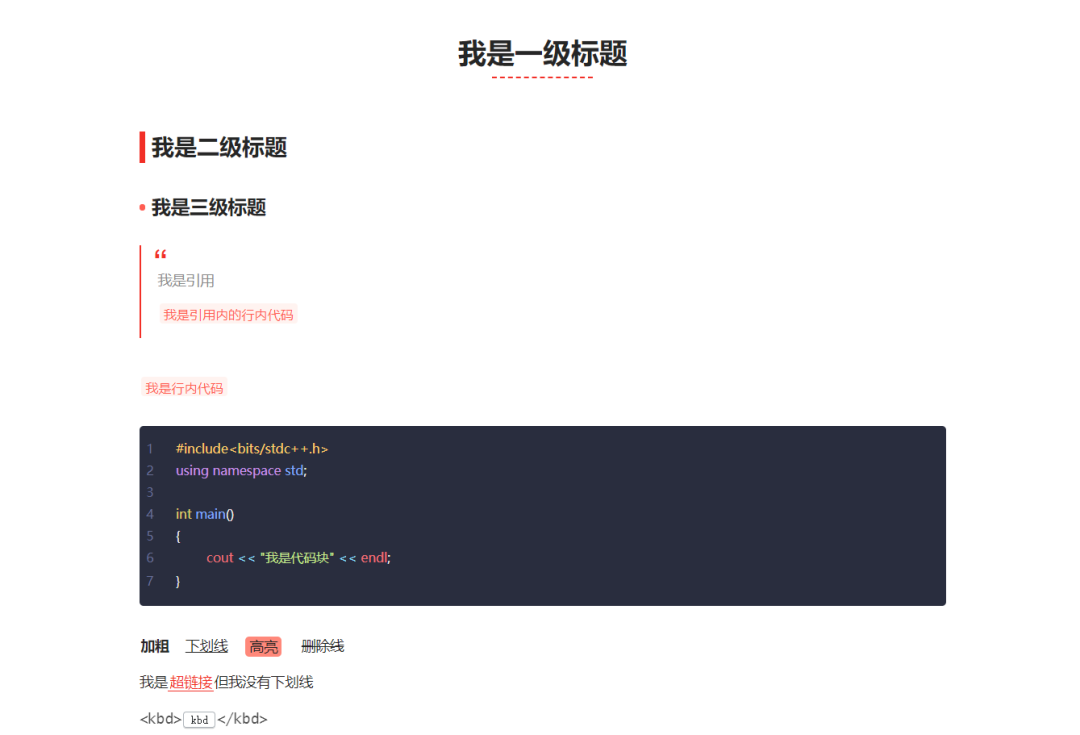 我是一级标题
我是二级标题
我是三级标题
“
我是引用
我是引用内的行内代码
我是行内代码
1 #include<bits/stdc++.h>
2 using namespace std;
3
4 int main()
5 {
6 cout << "我是代码块" << endl;
7 }
加粗 下划线 高亮 删除线
我是超链接但我没有下划线
<kbd>kbd</kbd>